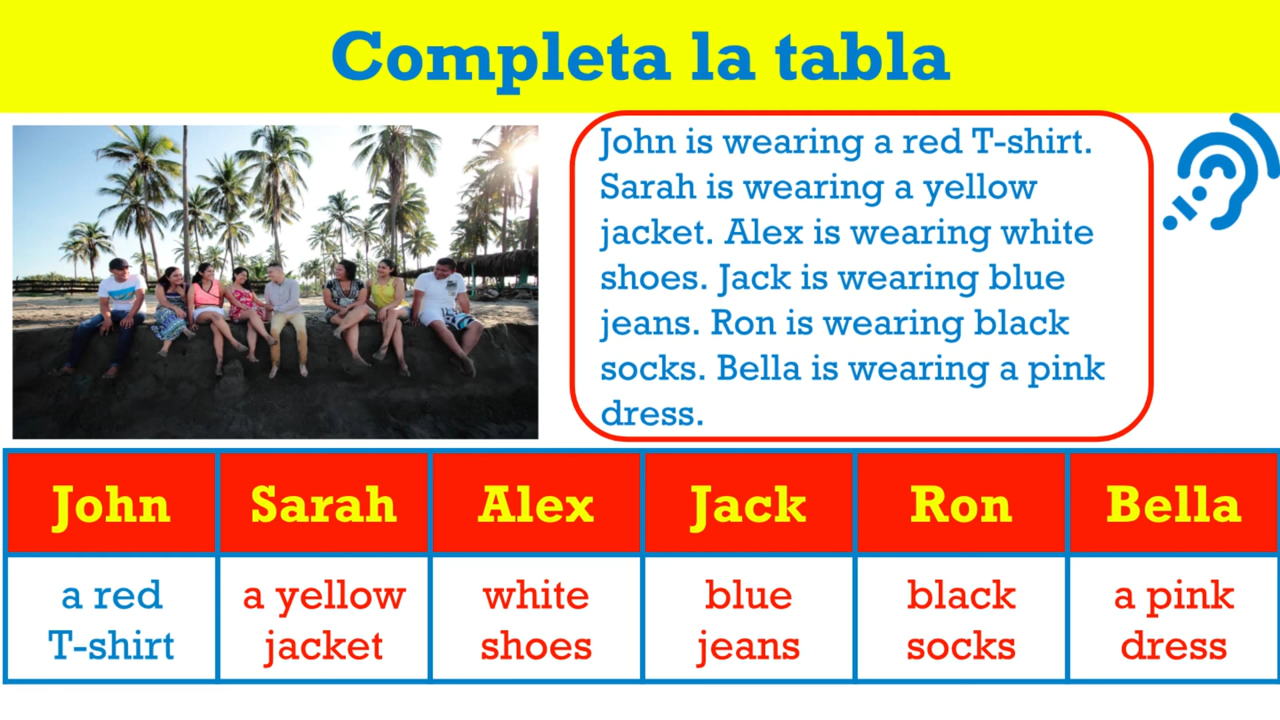 Completa la tabla
John is wearing a red T-shirt.
Sarah is wearing a yellow
jacket. Alex is wearing white
shoes. Jack is wearing blue
jeans. Ron is wearing black
socks. Bella is wearing a pink
dress.
John Sarah Alex Jack Ron Bella
a red a yellow white blue black a pink
T-shirt jacket shoes jeans socks dress